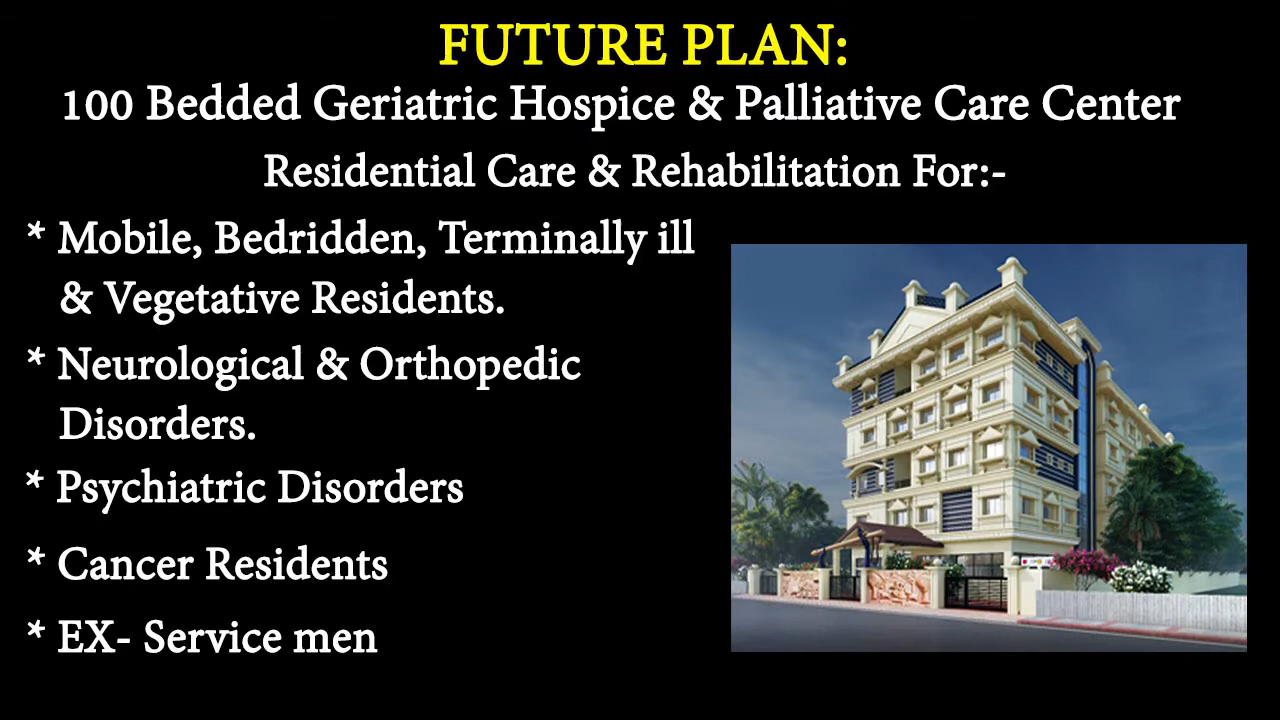 FUTURE PLAN:
100 Bedded Geriatric Hospice & Palliative Care Center
Residential Care & Rehabilitation For:-
* Mobile, Bedridden, Terminally ill
& Vegetative Residents.
* Neurological & Orthopedic
Disorders.
* Psychiatric Disorders
* Cancer Residents
* EX- Service men